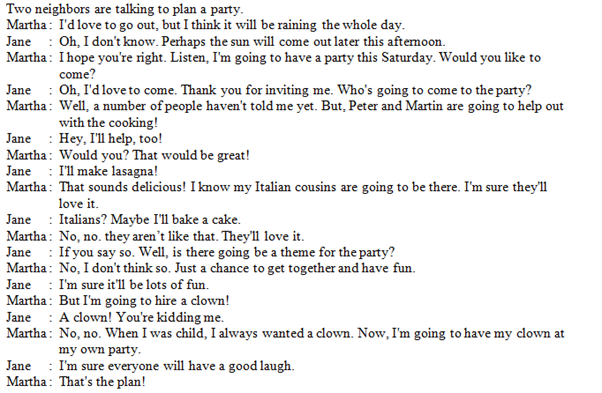 Two neighbors are talking to plan a party.
Martha : I'd love to go out, but I think it will be raining the whole day.
Jane : Oh, I don't know. Perhaps the sun will come out later this afternoon.
Martha : I hope you're right. Listen, I'm going to have a party this Saturday. Would you like to
come?
Jane : Oh, I'd love to come. Thank you for inviting me. Who's going to come to the party?
Martha : Well, a number of people haven't told me yet. But, Peter and Martin are going to help out
with the cooking!
Jane : Hey, I'll help, too!
Martha : Would you? That would be great!
Jane : I'll make lasagna!
Martha : That sounds delicious! I know my Italian cousins are going to be there. I'm sure they'll
love it.
Jane : Italians? Maybe I'll bake a cake.
Martha : No, no. they aren’t like that. They'll love it.
Jane : If you say so. Well, is there going be a theme for the party?
Martha : No, I don't think so. Just a chance to get together and have fun.
Jane : I'm sure it'll be lots of fun.
Martha : But I'm going to hire a clown!
Jane : A clown! You're kidding me.
Martha : No, no. When I was child, I always wanted a clown. Now, I'm going to have my clown at
my own party.
Jane : I'm sure everyone will have a good laugh.
Martha : That's the plan!